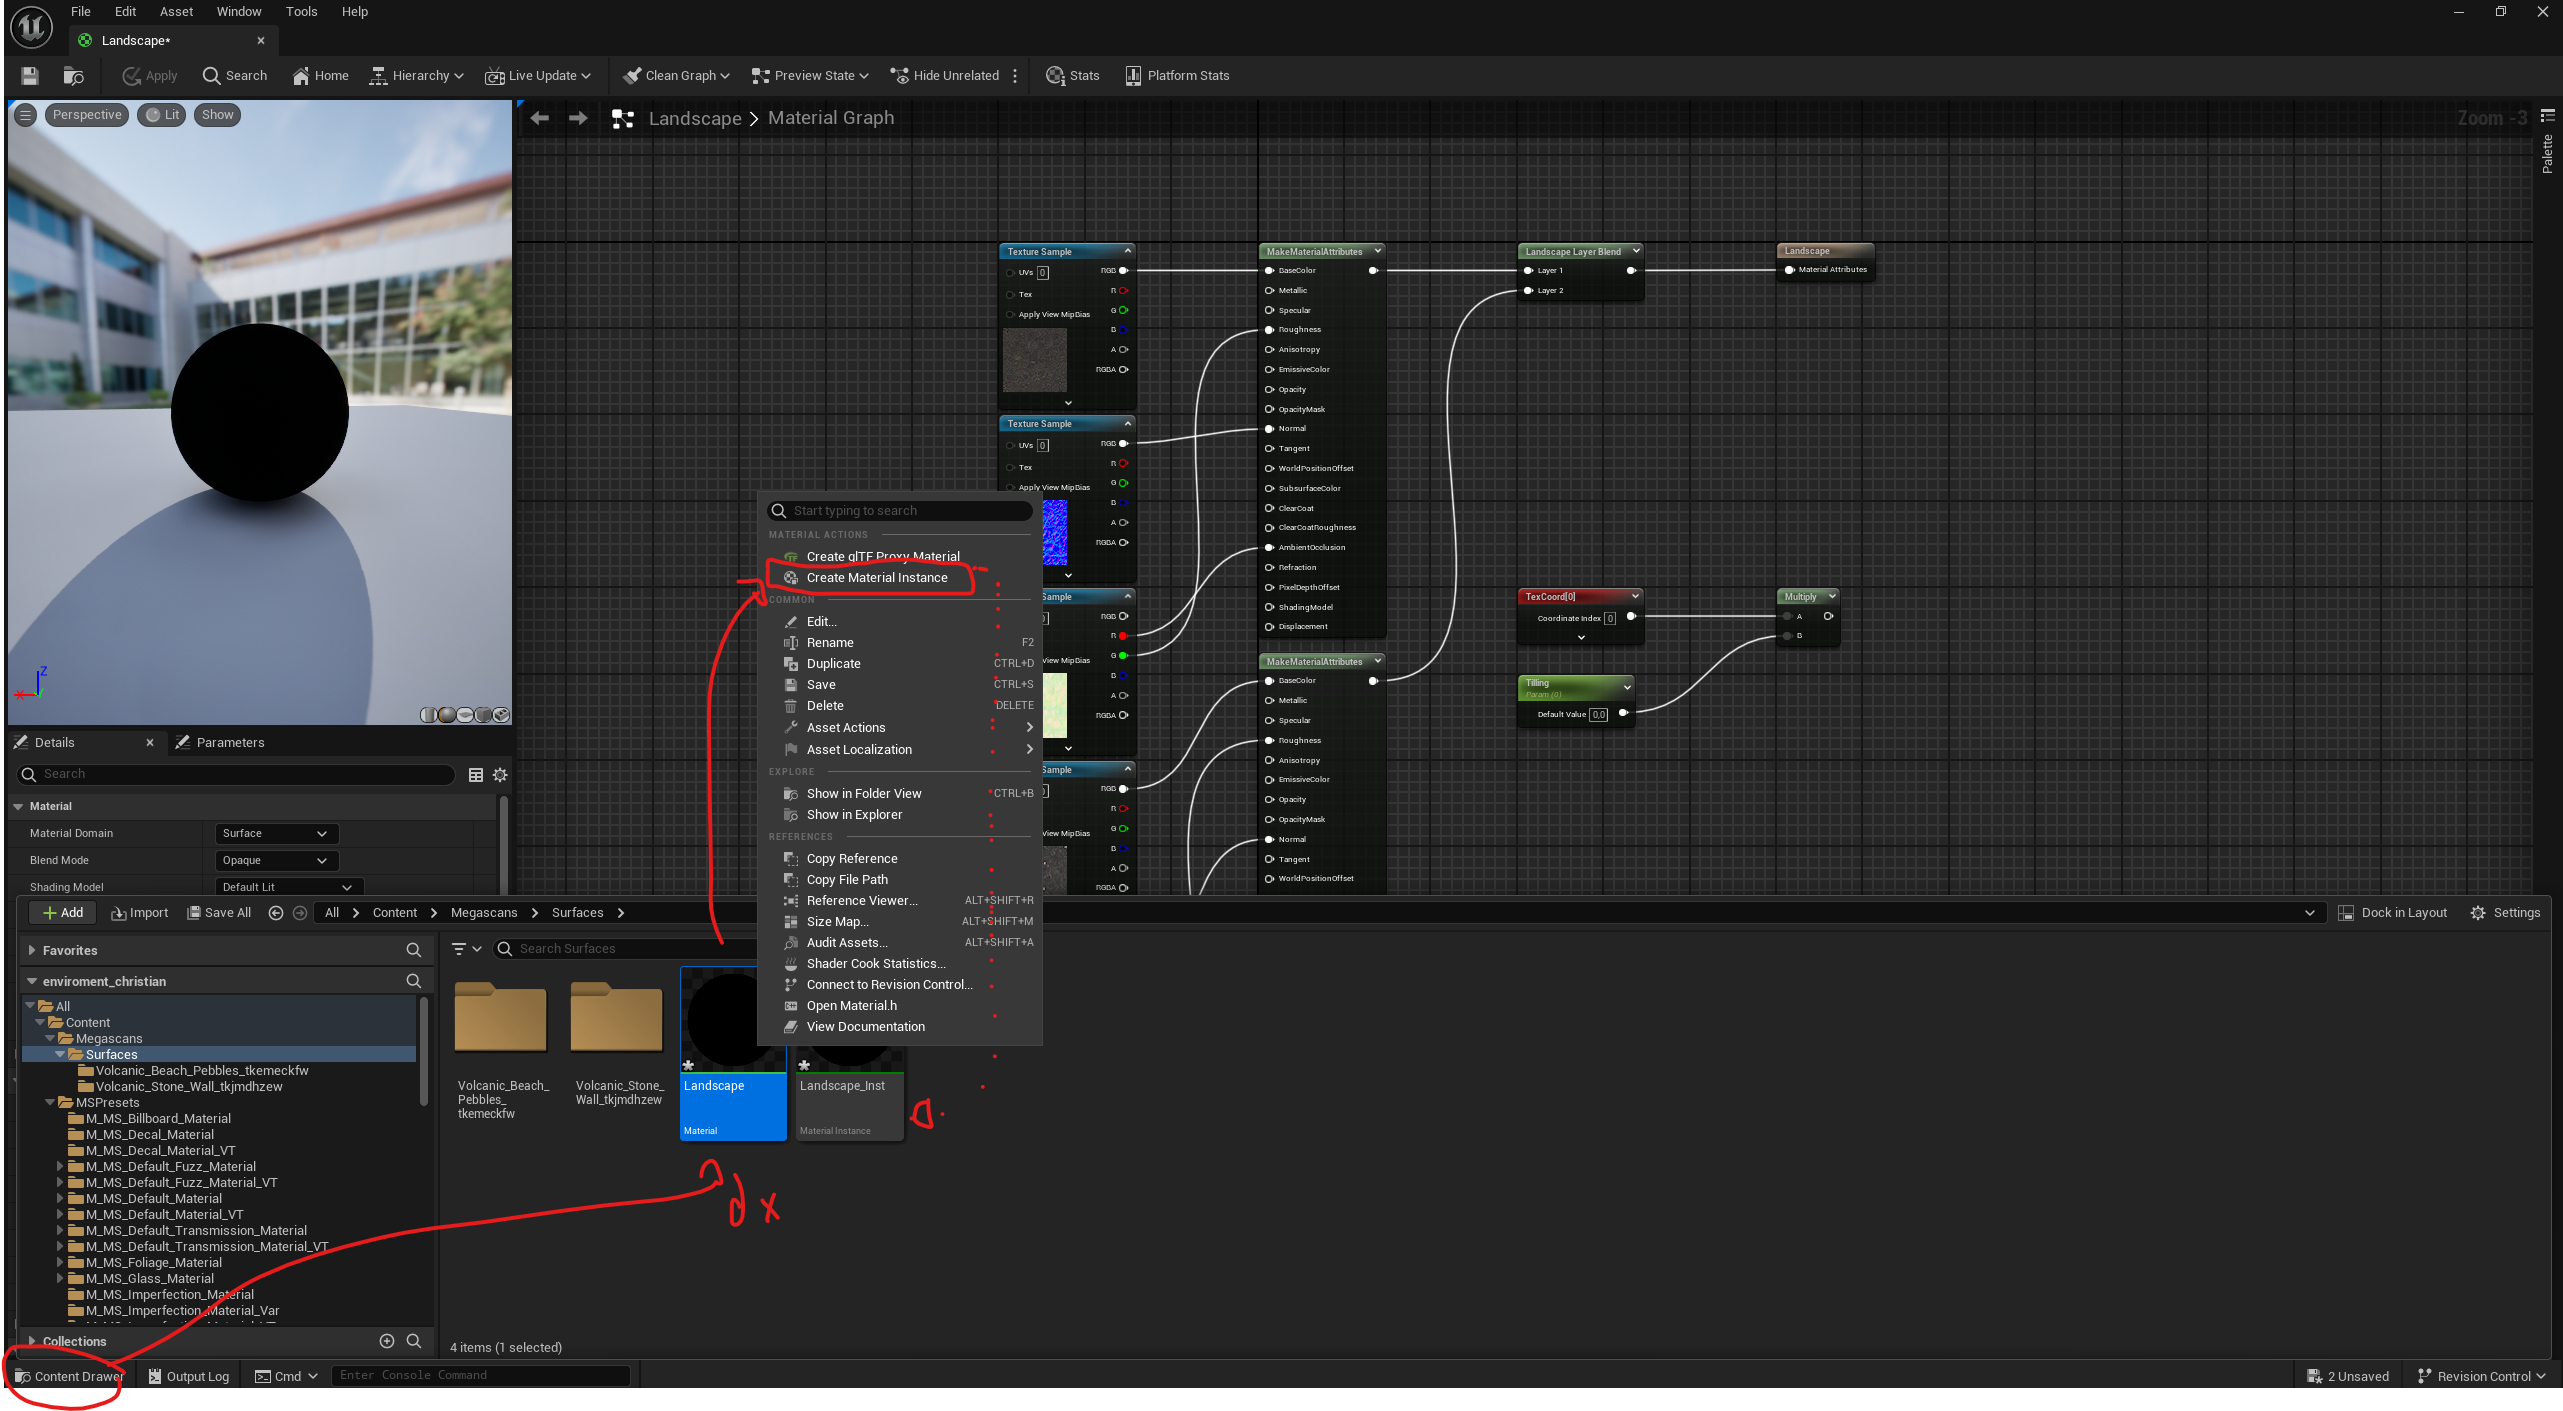 File Edit Asset Window Tools Help
Landscape*
Apply Search Home Hierarchy Live Update Clean Graph Preview State Hide Unrelated Stats Platform Stats
Perspective Lit Show
Landscape > Material Graph
Zoom -3
Palette
Texture Sample
UVs 0
Tex
Apply View MipBias
RGB
R
G
B
A
RGBA
Texture Sample
UVs 0
Tex
Apply View MipBias
RGB
R
G
B
A
RGBA
Sample
View MipBias
RGB
R
G
B
A
RGBA
Sample
View MipBias
RGB
R
G
B
A
RGBA
MakeMaterialAttributes
BaseColor
Metallic
Specular
Roughness
Anisotropy
EmissiveColor
Opacity
OpacityMask
Normal
Tangent
WorldPositionOffset
SubsurfaceColor
ClearCoat
ClearCoatRoughness
AmbientOcclusion
Refraction
PixelDepthOffset
ShadingModel
Displacement
MakeMaterialAttributes
BaseColor
Metallic
Specular
Roughness
Anisotropy
EmissiveColor
Opacity
OpacityMask
Normal
Tangent
WorldPositionOffset
Landscape Layer Blend
Layer 1
Layer 2
Landscape
Material Attributes
TexCoord[0]
Coordinate Index 0
Multiply
A
B
Tilling
Param (0)
Default Value 0,0
Start typing to search
MATERIAL ACTIONS
Create glTF Proxy Material
Create Material Instance
COMMON
Edit...
Rename F2
Duplicate CTRL+D
Save CTRL+S
Delete DELETE
Asset Actions
Asset Localization
EXPLORE
Show in Folder View CTRL+B
Show in Explorer
REFERENCES
Copy Reference
Copy File Path
Reference Viewer... ALT+SHIFT+R
Size Map... ALT+SHIFT+M
Audit Assets... ALT+SHIFT+A
Shader Cook Statistics...
Connect to Revision Control...
Open Material.h
View Documentation
Z
X
Details Parameters
Search
Material
Material Domain Surface
Blend Mode Opaque
Shading Model Default Lit
Add Import Save All All > Content > Megascans > Surfaces > Dock in Layout Settings
Favorites
enviroment_christian
All
Content
Megascans
Surfaces
Volcanic_Beach_Pebbles_tkemeckfw
Volcanic_Stone_Wall_tkjmdhzew
MSPresets
M_MS_Billboard_Material
M_MS_Decal_Material
M_MS_Decal_Material_VT
M_MS_Default_Fuzz_Material
M_MS_Default_Fuzz_Material_VT
M_MS_Default_Material
M_MS_Default_Material_VT
M_MS_Default_Transmission_Material
M_MS_Default_Transmission_Material_VT
M_MS_Foliage_Material
M_MS_Glass_Material
M_MS_Imperfection_Material
M_MS_Imperfection_Material_Var
Collections
Search Surfaces
Volcanic_Beach_
Pebbles_
tkemeckfw
Volcanic_Stone_
Wall_tkjmdhzew
Landscape
Material
Landscape_Inst
Material Instance
dx
4 items (1 selected)
Content Drawer Output Log Cmd Enter Console Command 2 Unsaved Revision Control